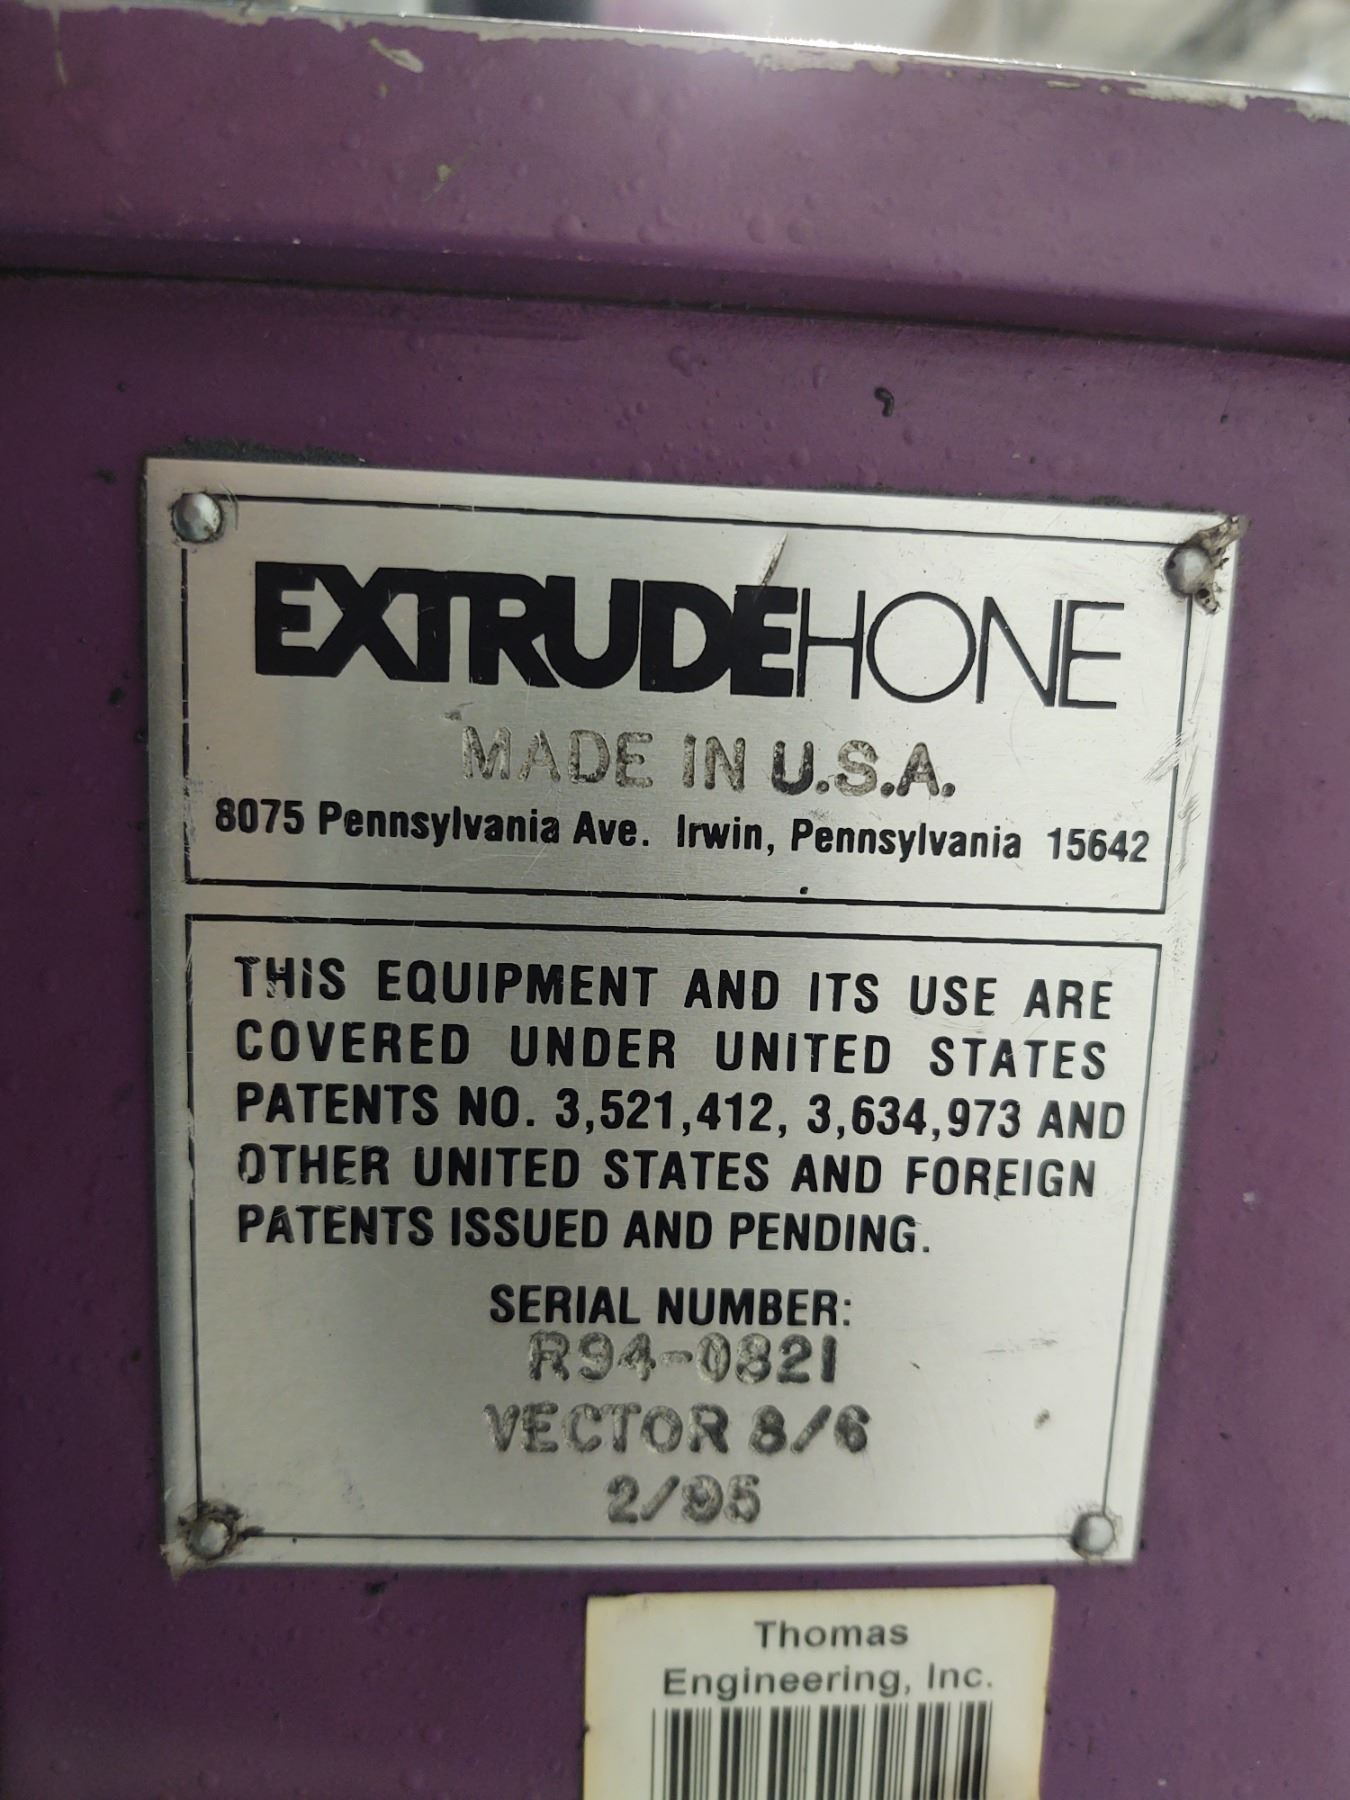 EXTRUDEHONE
MADE IN U.S.A.
8075 Pennsylvania Ave. Irwin, Pennsylvania 15642
THIS EQUIPMENT AND ITS USE ARE
COVERED UNDER UNITED STATES
PATENTS NO. 3,521,412, 3,634,973 AND
OTHER UNITED STATES AND FOREIGN
PATENTS ISSUED AND PENDING.
SERIAL NUMBER:
R94-0821
VECTOR 8/6
2/95
Thomas
Engineering, Inc.